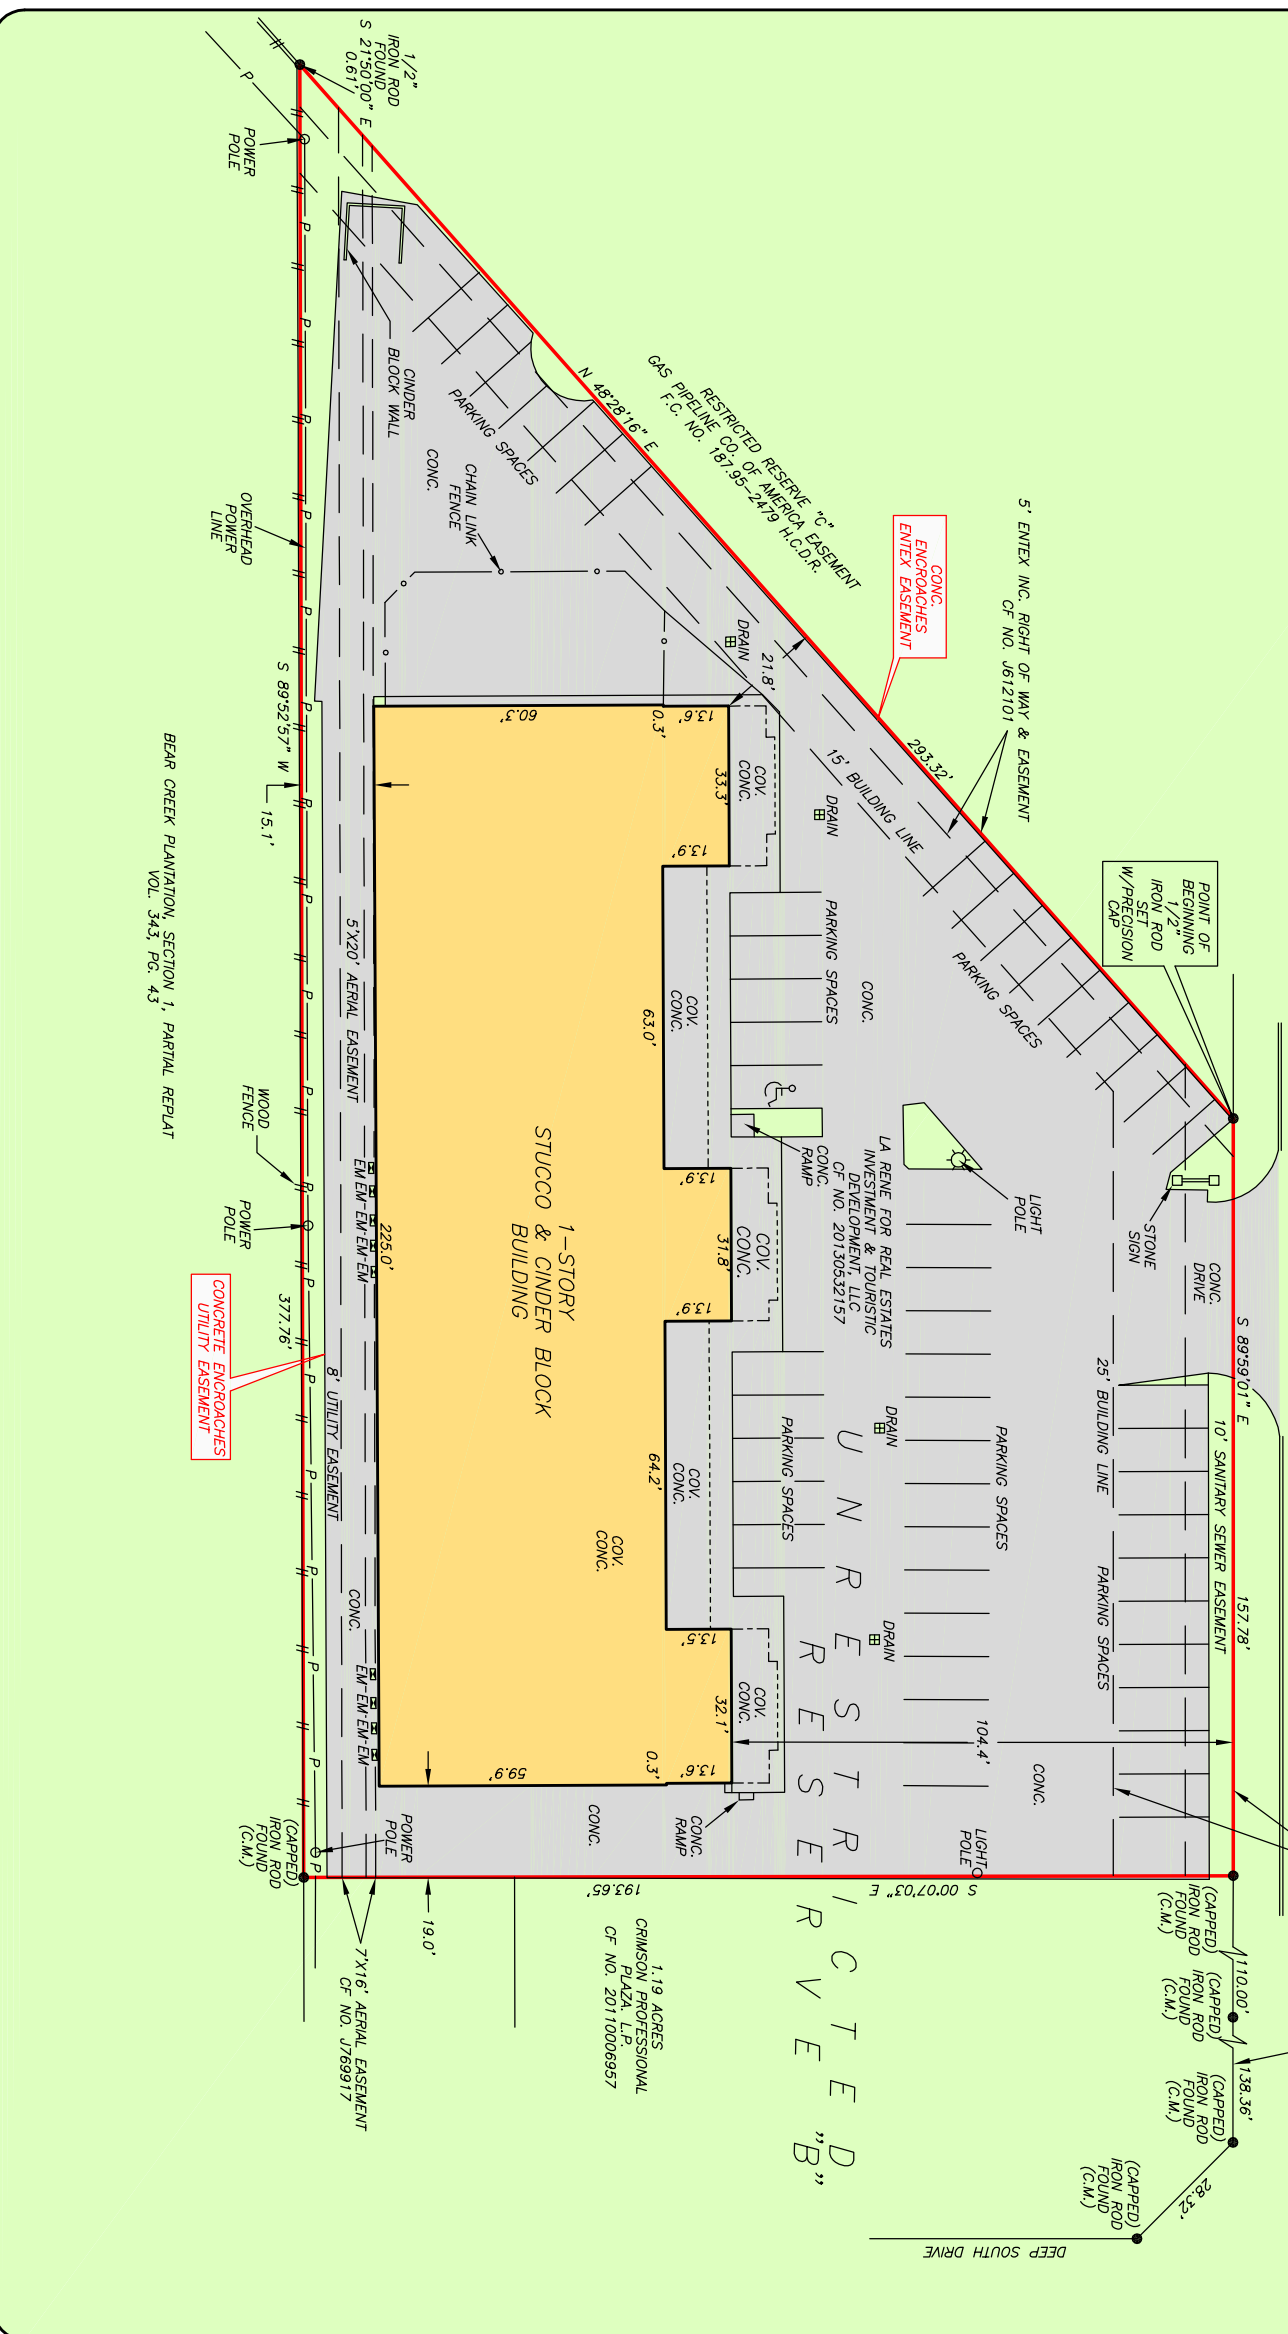 1/2"
IRON ROD
FOUND
S 21°50'00" E
0.61'
POWER
POLE
P
CINDER
BLOCK WALL
PARKING SPACES
CONC.
CHAIN LINK
FENCE
OVERHEAD
POWER
LINE
N 48°28'16" E
RESTRICTED RESERVE "C"
GAS PIPELINE CO. OF AMERICA EASEMENT
F.C. NO. 187.95-2479 H.C.D.R.
CONC.
ENCROACHES
ENTEX EASEMENT
5' ENTEX INC. RIGHT OF WAY & EASEMENT
CF NO. J612101
293.32'
15' BUILDING LINE
POINT OF
BEGINNING
1/2"
IRON ROD
SET
W/PRECISION
CAP
DRAIN
21.8'
60.3'
0.3'
13.6'
33.3'
13.9'
COV.
CONC.
DRAIN
PARKING SPACES
CONC.
PARKING SPACES
S 89°52'57" W
15.1'
BEAR CREEK PLANTATION, SECTION 1, PARTIAL REPLAT
VOL. 343, PG. 43
5'X20' AERIAL EASEMENT
63.0'
COV.
CONC.
CONC.
RAMP
LA RENE FOR REAL ESTATES
INVESTMENT & TOURISTIC
DEVELOPMENT, LLC
CF NO. 20130532157
LIGHT
POLE
STONE
SIGN
CONC.
DRIVE
S 89°59'01" E
WOOD
FENCE
POWER
POLE
EM EM-EM-EM-EM
225.0'
1-STORY
STUCCO & CINDER BLOCK
BUILDING
13.9'
31.8'
13.9'
COV.
CONC.
377.76'
CONCRETE ENCROACHES
UTILITY EASEMENT
8' UTILITY EASEMENT
25' BUILDING LINE
10' SANITARY SEWER EASEMENT
DRAIN
PARKING SPACES
PARKING SPACES
64.2'
COV.
CONC.
COV.
CONC.
UNRESTRICTED
RESERVE "B"
157.78'
PARKING SPACES
DRAIN
CONC.
EM-EM-EM-EM
13.5'
32.1'
COV.
CONC.
104.4'
0.3'
13.6'
59.9'
CONC.
CONC.
CONC.
RAMP
POWER
POLE
LIGHT
POLE
(CAPPED)
IRON ROD
FOUND
(C.M.)
193.65'
S 00°07'03" E
19.0'
7'X16' AERIAL EASEMENT
CF NO. J769917
1.19 ACRES
CRIMSON PROFESSIONAL
PLAZA. L.P.
CF NO. 20110006957
(CAPPED)
IRON ROD
FOUND
(C.M.)
110.00'
(CAPPED)
IRON ROD
FOUND
(C.M.)
138.36'
(CAPPED)
IRON ROD
FOUND
(C.M.)
28.32'
(CAPPED)
IRON ROD
FOUND
(C.M.)
DEEP SOUTH DRIVE